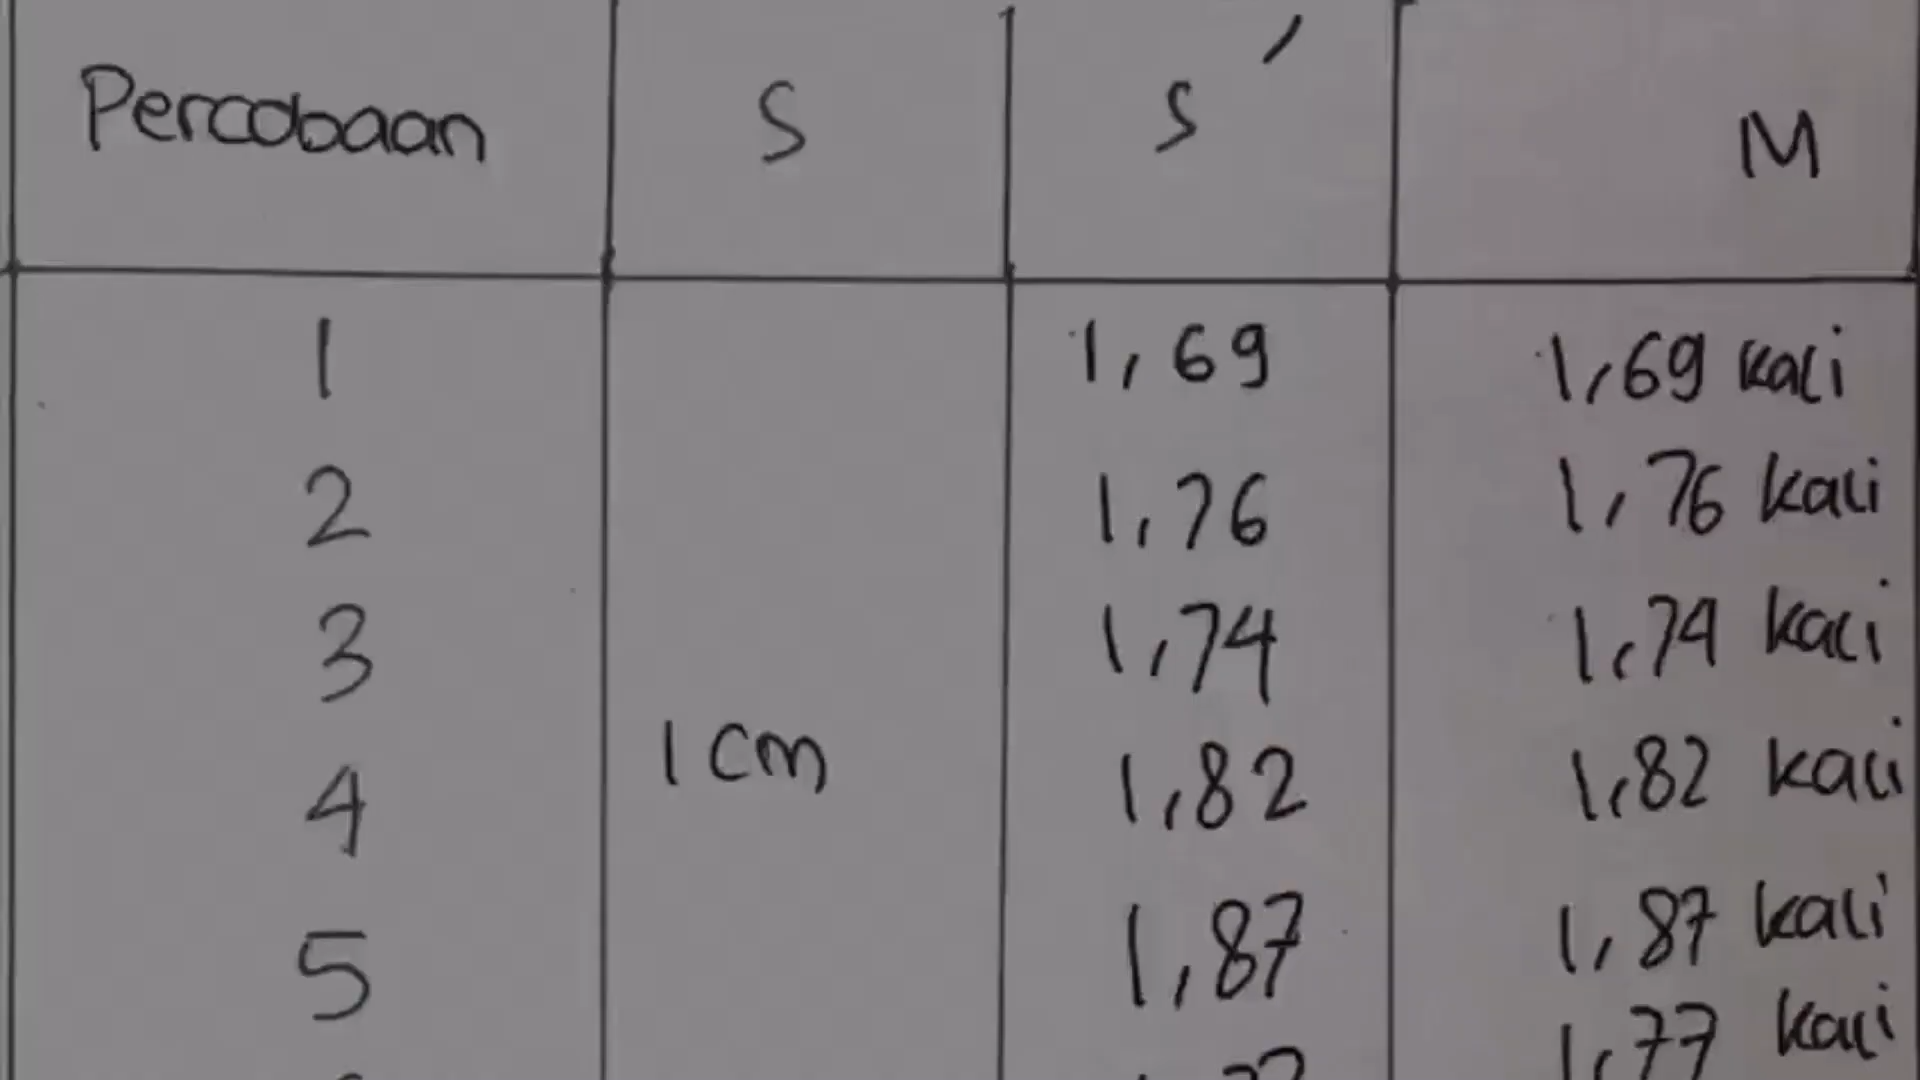 Percobaan S S' M
1 1,69 1,69 kali
2 1,76 1,76 kali
3 1,74 1,74 kali
1 cm
4 1,82 1,82 kali
5 1,87 1,87 kali
1,77 kali